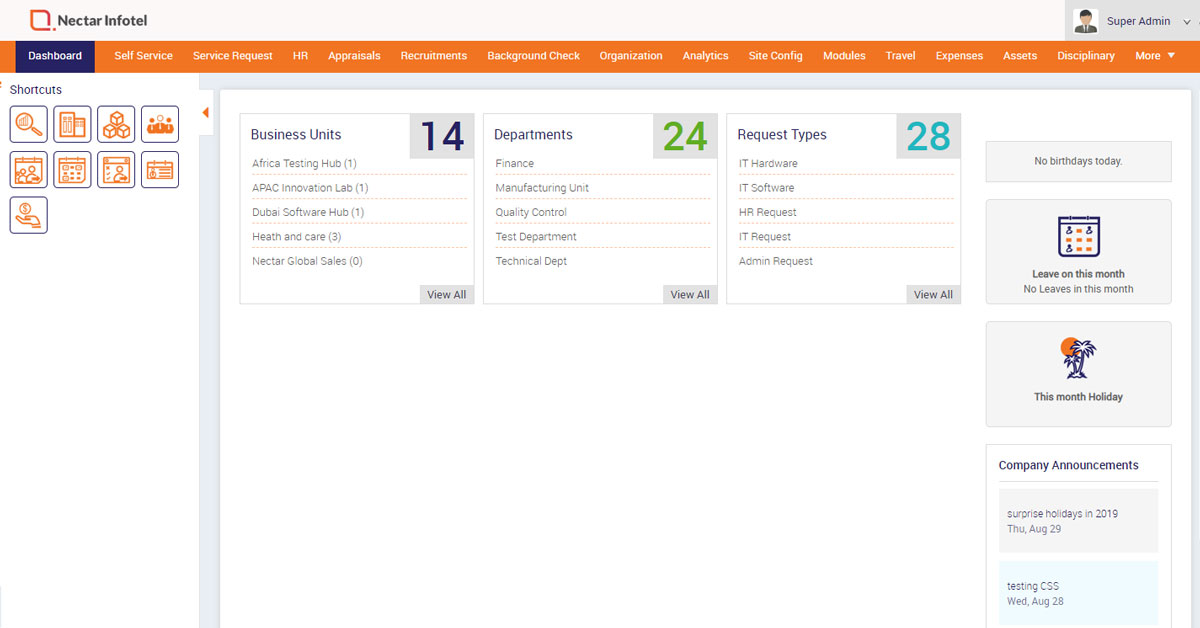 Nectar Infotel
Super Admin
Dashboard Self Service Service Request HR Appraisals Recruitments Background Check Organization Analytics Site Config Modules Travel Expenses Assets Disciplinary More
Shortcuts
Business Units 14
Africa Testing Hub (1)
APAC Innovation Lab (1)
Dubai Software Hub (1)
Heath and care (3)
Nectar Global Sales (0)
View All
Departments 24
Finance
Manufacturing Unit
Quality Control
Test Department
Technical Dept
View All
Request Types 28
IT Hardware
IT Software
HR Request
IT Request
Admin Request
View All
No birthdays today.
Leave on this month
No Leaves in this month
This month Holiday
Company Announcements
surprise holidays in 2019
Thu, Aug 29
testing CSS
Wed, Aug 28